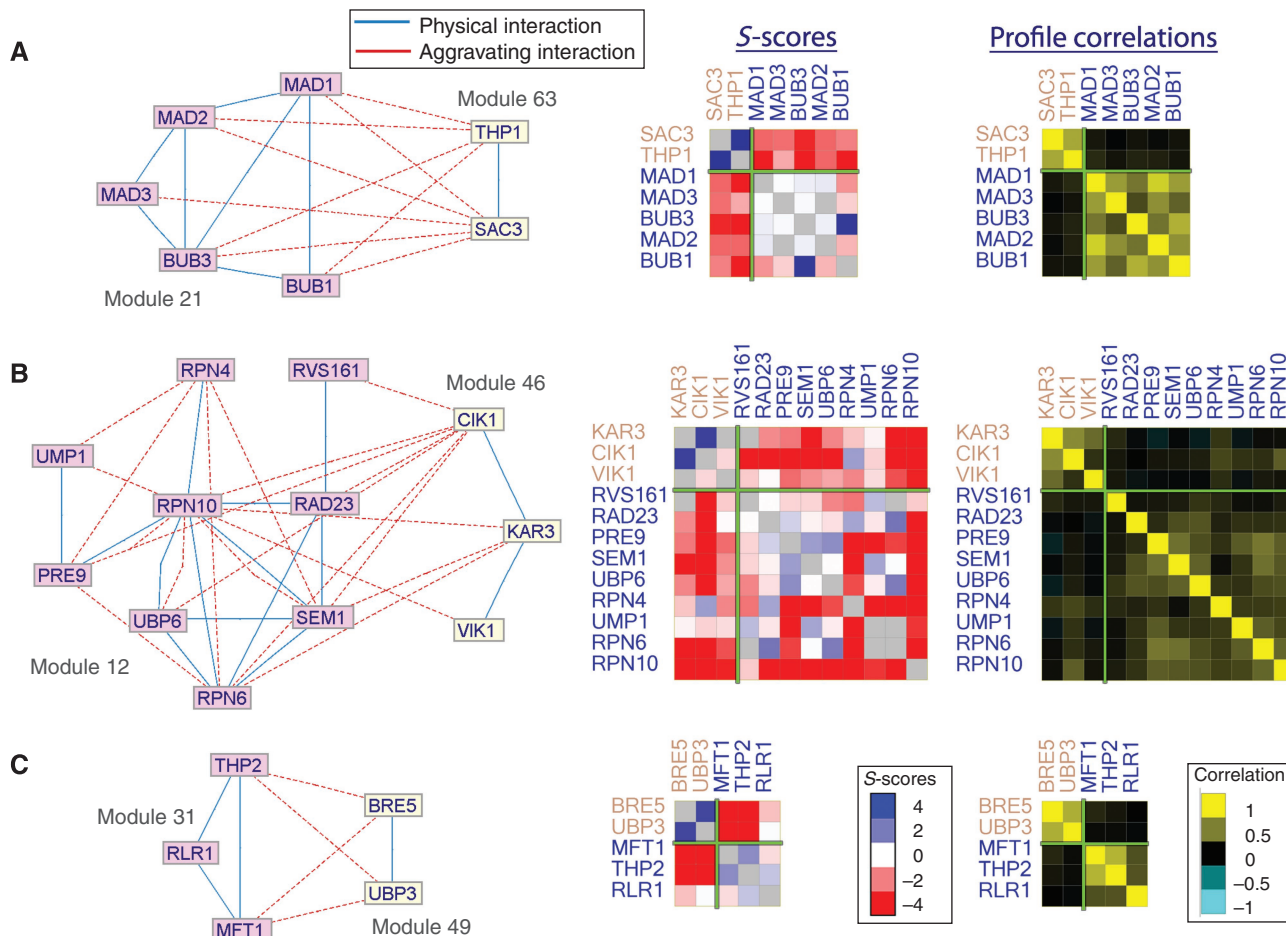 A
Physical interaction
Aggravating interaction
MAD1
MAD2
MAD3
BUB3
BUB1
Module 21
Module 63
THP1
SAC3
S-scores
SAC3
THP1
MAD1
MAD3
BUB3
MAD2
BUB1
SAC3
THP1
MAD1
MAD3
BUB3
MAD2
BUB1
Profile correlations
SAC3
THP1
MAD1
MAD3
BUB3
MAD2
BUB1
SAC3
THP1
MAD1
MAD3
BUB3
MAD2
BUB1
B
RPN4
RVS161
Module 46
CIK1
UMP1
RPN10
RAD23
KAR3
PRE9
UBP6
SEM1
VIK1
Module 12
RPN6
KAR3
CIK1
VIK1
RVS161
RAD23
PRE9
SEM1
UBP6
RPN4
UMP1
RPN6
RPN10
KAR3
CIK1
VIK1
RVS161
RAD23
PRE9
SEM1
UBP6
RPN4
UMP1
RPN6
RPN10
KAR3
CIK1
VIK1
RVS161
RAD23
PRE9
SEM1
UBP6
RPN4
UMP1
RPN6
RPN10
KAR3
CIK1
VIK1
RVS161
RAD23
PRE9
SEM1
UBP6
RPN4
UMP1
RPN6
RPN10
C
THP2
Module 31
BRE5
RLR1
UBP3
MFT1
Module 49
BRE5
UBP3
MFT1
THP2
RLR1
BRE5
UBP3
MFT1
THP2
RLR1
S-scores
4
2
0
–2
–4
BRE5
UBP3
MFT1
THP2
RLR1
BRE5
UBP3
MFT1
THP2
RLR1
Correlation
1
0.5
0
–0.5
–1